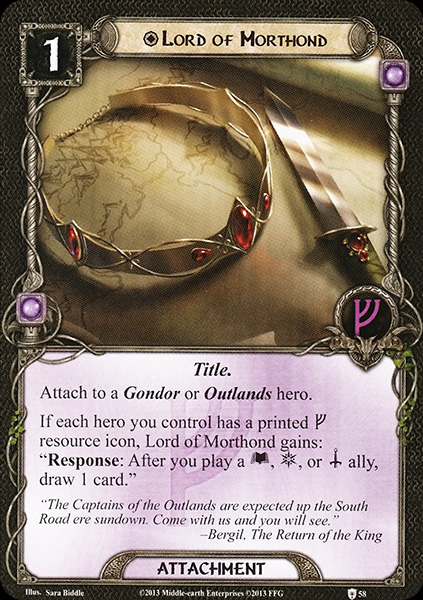 1
Lord of Morthond
Title.
Attach to a Gondor or Outlands hero.
If each hero you control has a printed
resource icon, Lord of Morthond gains:
“Response: After you play a , , or ally,
draw 1 card.”
“The Captains of the Outlands are expected up the South
Road ere sundown. Come with us and you will see.”
–Bergil, The Return of the King
ATTACHMENT
Illus. Sara Biddle
©2013 Middle-earth Enterprises ©2013 FFG
58